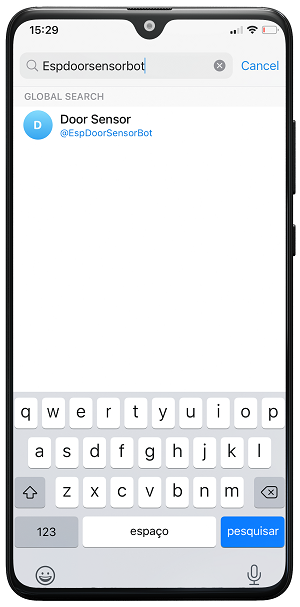 15:29
Espdoorsensorbot
Cancel
GLOBAL SEARCH
D
Door Sensor
@EspDoorSensorBot
q w e r t y u i o p
a s d f g h j k l
z x c v b n m
123
espaço
pesquisar